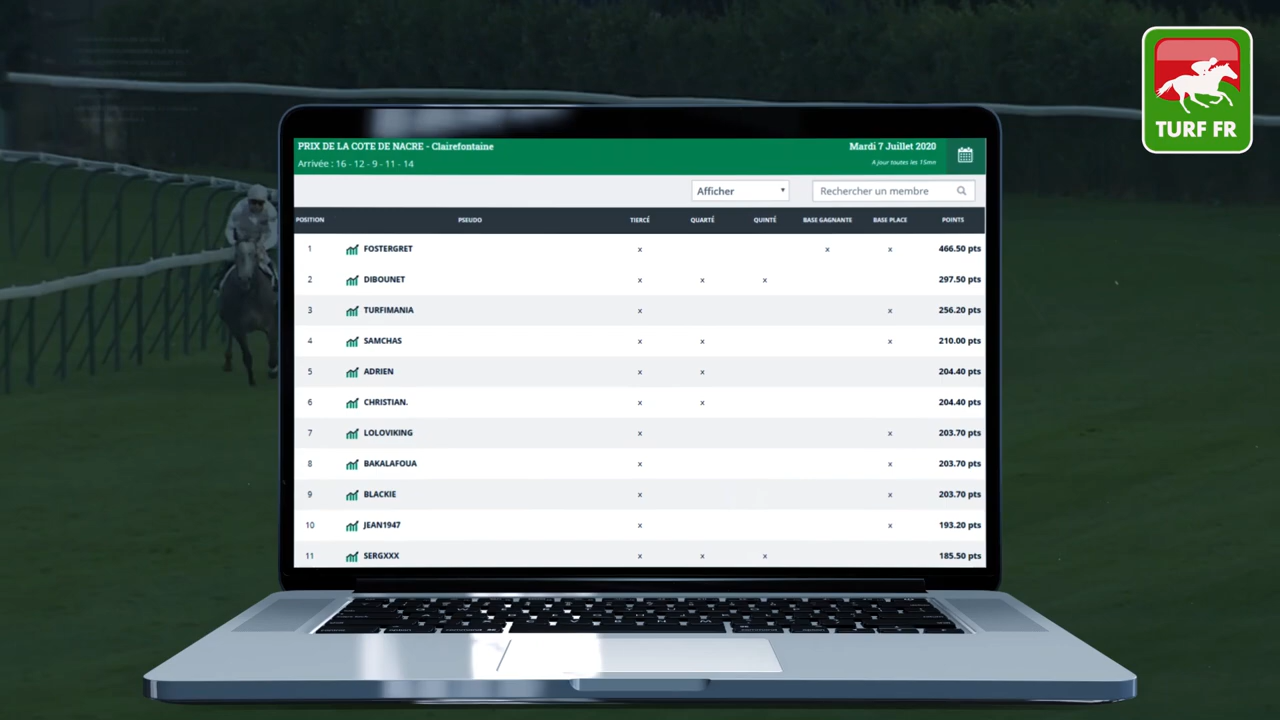 TURF FR
PRIX DE LA COTE DE NACRE - Clairefontaine
Mardi 7 Juillet 2020
Arrivée : 16 - 12 - 9 - 11 - 14
A jour toutes les 15mn
Afficher
Rechercher un membre
POSITION PSEUDO TIERCÉ QUARTÉ QUINTÉ BASE GAGNANTE BASE PLACE POINTS
1 FOSTERGRET x x x 466.50 pts
2 DIBOUNET x x x 297.50 pts
3 TURFIMANIA x x 256.20 pts
4 SAMCHAS x x x 210.00 pts
5 ADRIEN x x 204.40 pts
6 CHRISTIAN. x x 204.40 pts
7 LOLOVIKING x x 203.70 pts
8 BAKALAFOUA x x 203.70 pts
9 BLACKIE x x 203.70 pts
10 JEAN1947 x x 193.20 pts
11 SERGXXX x x x 185.50 pts